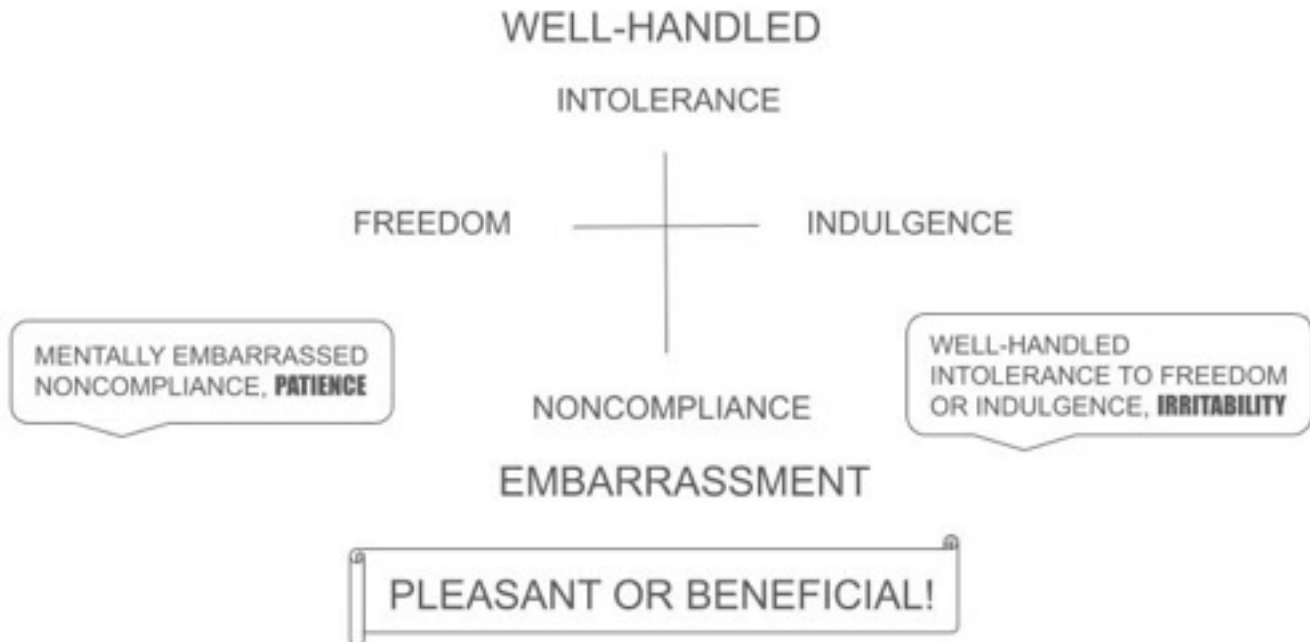 WELL-HANDLED
INTOLERANCE
FREEDOM
INDULGENCE
MENTALLY EMBARRASSED
NONCOMPLIANCE, PATIENCE
WELL-HANDLED
INTOLERANCE TO FREEDOM
OR INDULGENCE, IRRITABILITY
NONCOMPLIANCE
EMBARRASSMENT
PLEASANT OR BENEFICIAL!